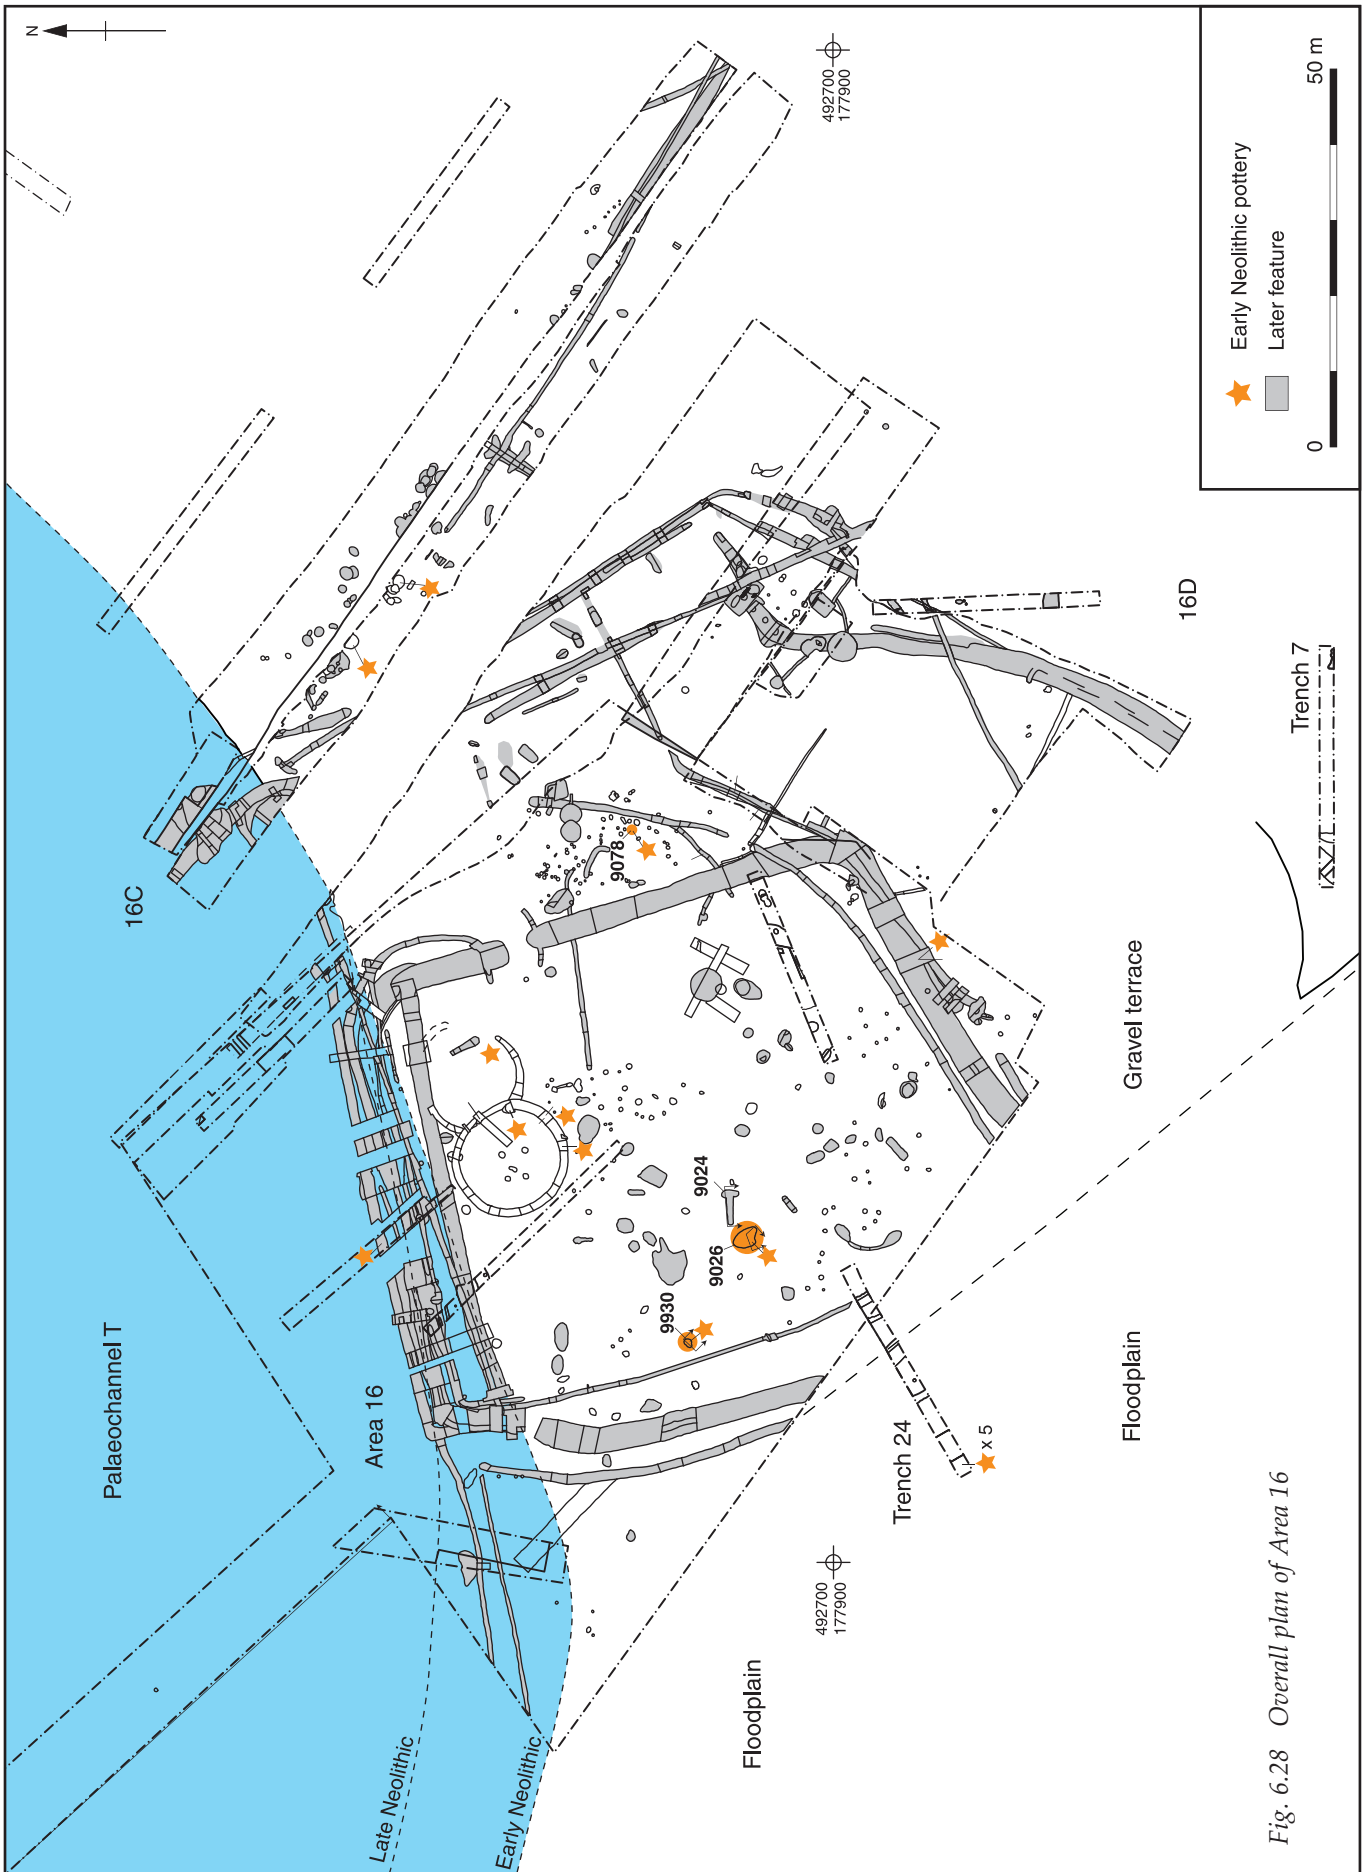 N
Palaeochannel T
16C
Area 16
Late Neolithic
Early Neolithic
9078
9024
9026
9930
492700
177900
492700
177900
Floodplain
Trench 24
x 5
Floodplain
Gravel terrace
16D
Trench 7
Early Neolithic pottery
Later feature
0
50 m
Fig. 6.28 Overall plan of Area 16